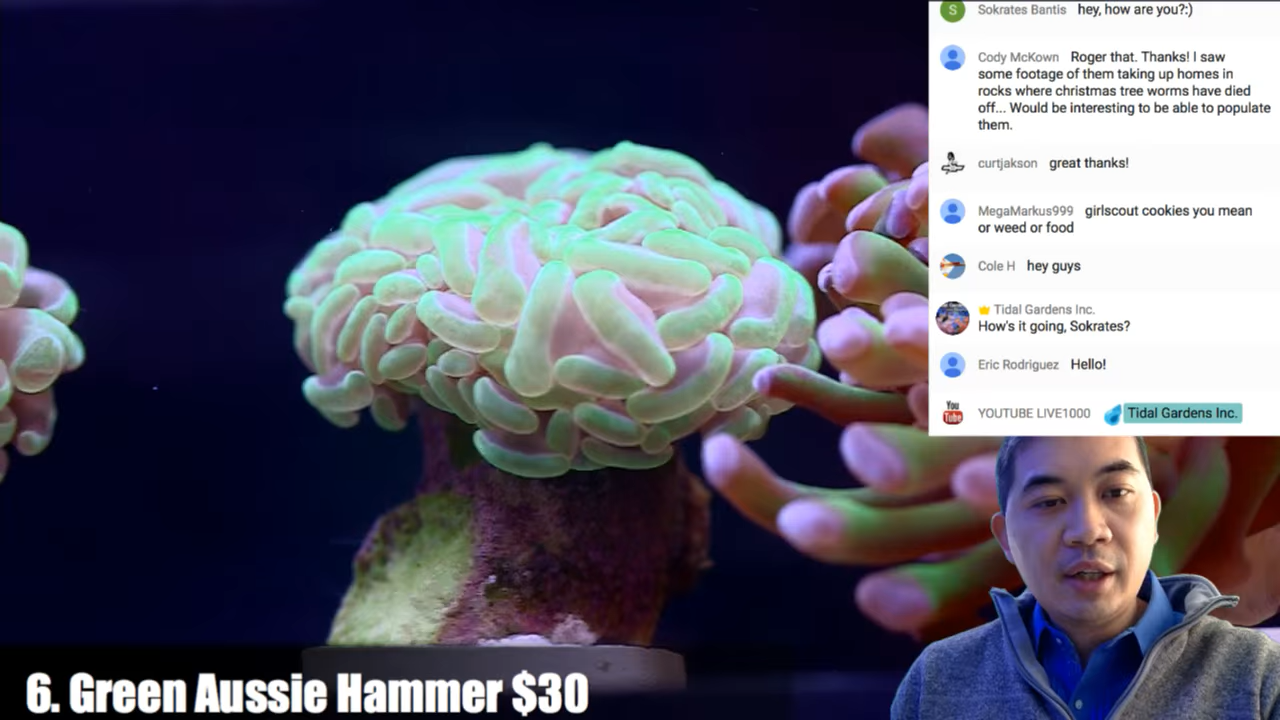 Sokrates Bantis hey, how are you?:)
Cody McKown Roger that. Thanks! I saw
some footage of them taking up homes in
rocks where christmas tree worms have died
off... Would be interesting to be able to populate
them.
curtjakson great thanks!
MegaMarkus999 girlscout cookies you mean
or weed or food
Cole H hey guys
Tidal Gardens Inc.
How's it going, Sokrates?
Eric Rodriguez Hello!
YOUTUBE LIVE1000 Tidal Gardens Inc.
S
You
Tube
6. Green Aussie Hammer $30